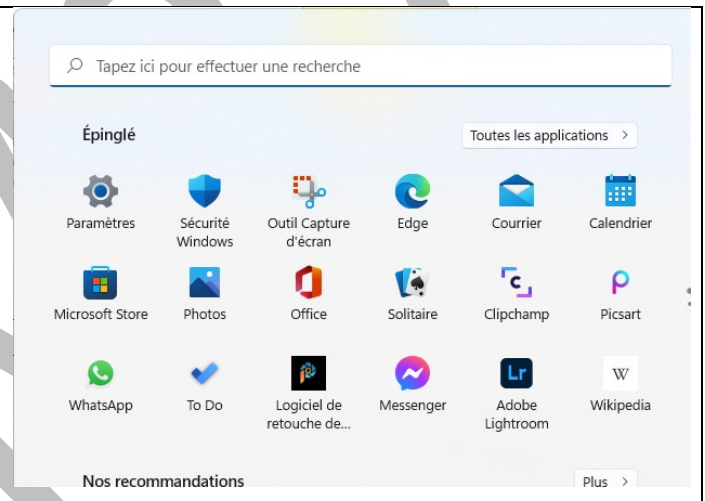 Tapez ici pour effectuer une recherche
Épinglé
Toutes les applications >
Paramètres
Sécurité Windows
Outil Capture d'écran
Edge
Courrier
Calendrier
Microsoft Store
Photos
Office
Solitaire
Clipchamp
Picsart
WhatsApp
To Do
Logiciel de retouche de...
Messenger
Lr
Adobe Lightroom
W
Wikipedia
Nos recommandations
Plus >